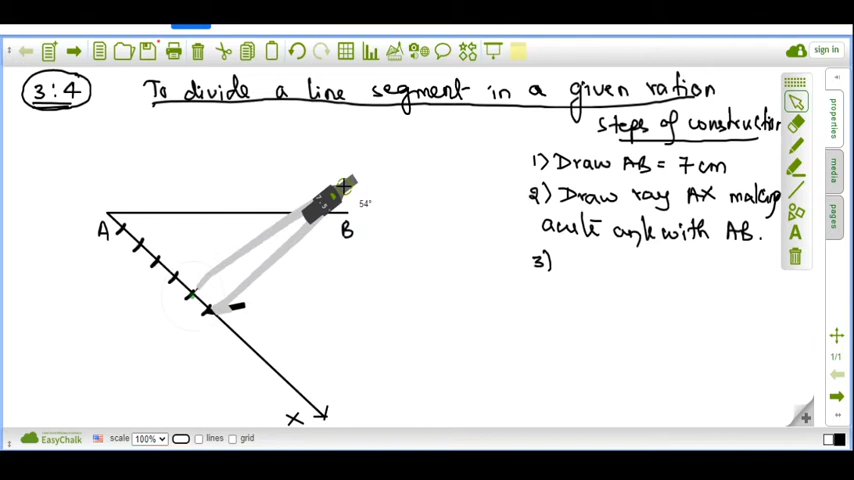 sign in
3:4 To divide a line segment in a given ration
steps of construction
1) Draw AB = 7cm
2) Draw ray AX making
acute angle with AB.
3)
54°
A B
X
properties
media
pages
1/1
EasyChalk scale 100% lines grid